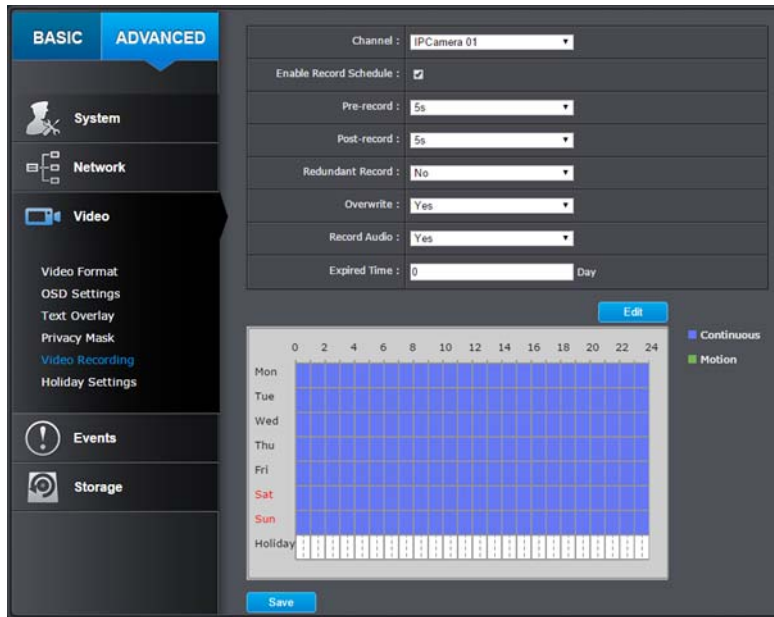 BASIC ADVANCED
System
Network
Video
Video Format
OSD Settings
Text Overlay
Privacy Mask
Video Recording
Holiday Settings
Events
Storage
Channel : IPCamera 01
Enable Record Schedule :
Pre-record : 5s
Post-record : 5s
Redundant Record : No
Overwrite : Yes
Record Audio : Yes
Expired Time : 0 Day
Edit
0 2 4 6 8 10 12 14 16 18 20 22 24
Mon
Tue
Wed
Thu
Fri
Sat
Sun
Holiday
Continuous
Motion
Save